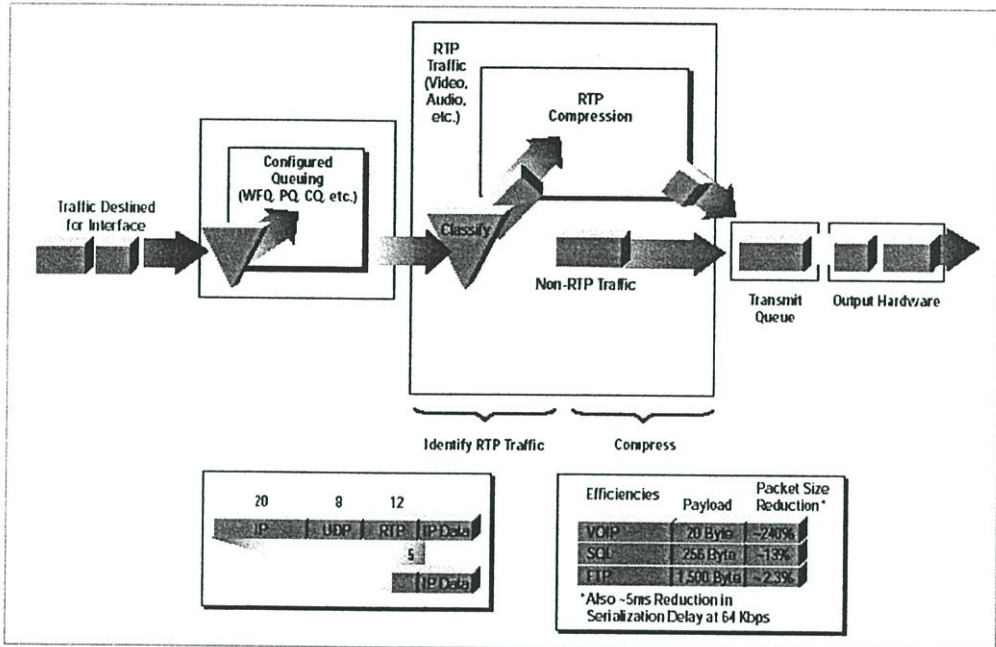 RTP
Traffic
(Video,
Audio,
etc.)
RTP
Compression
Configured
Queuing
(WFQ, PQ, CQ, etc.)
Traffic Destined
for Interface
Classify
Non-RTP Traffic
Transmit
Queue
Output Hardware
Identify RTP Traffic
Compress
20 8 12
IP UDP RTP IP Data
5
IP Data
Efficiencies Payload Packet Size
Reduction*
VOIP 20 Byte ~240%
SQL 256 Byte ~13%
FTP 1,500 Byte ~2.3%
*Also ~5ms Reduction in
Serialization Delay at 64 Kbps